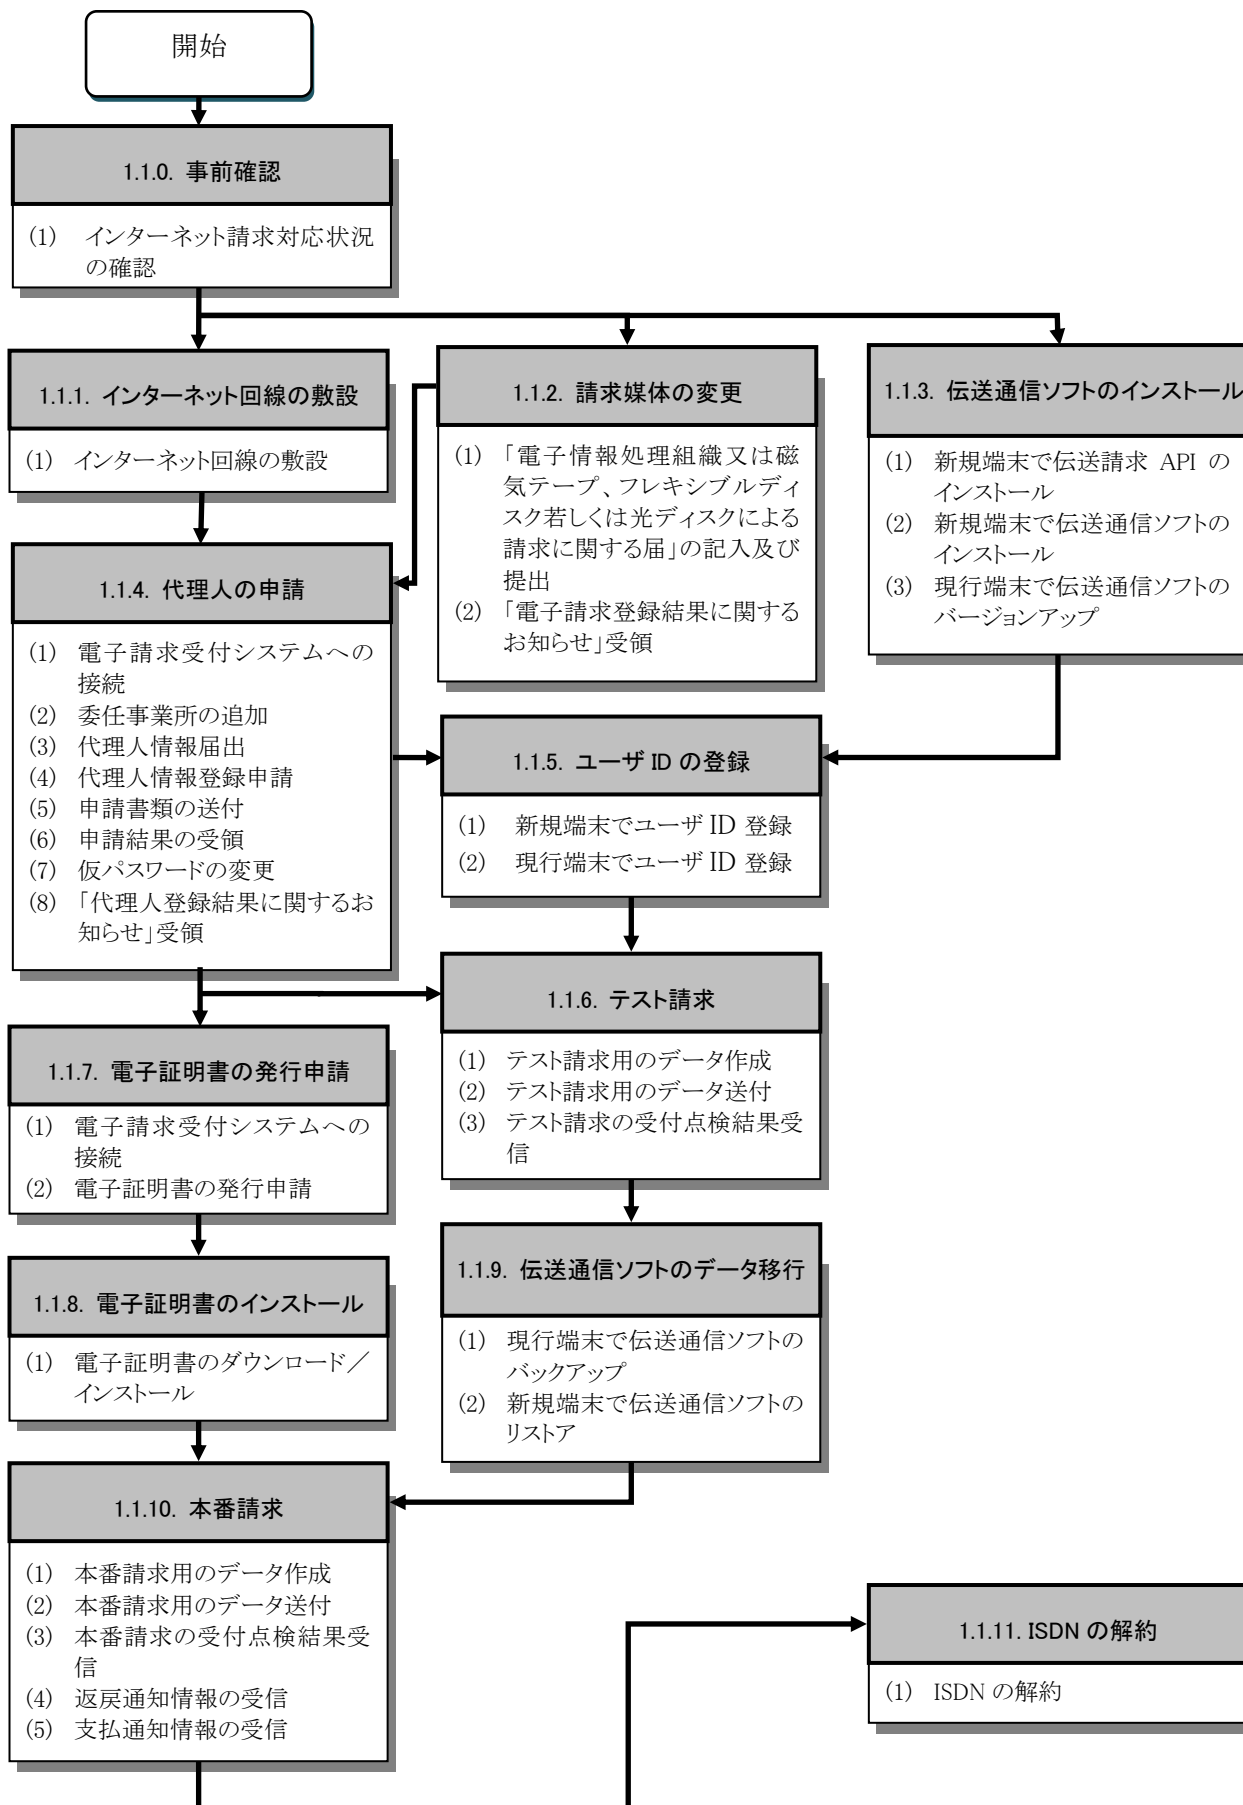 開始
1.1.0. 事前確認
(1) インターネット請求対応状況
の確認
1.1.1. インターネット回線の敷設
(1) インターネット回線の敷設
1.1.2. 請求媒体の変更
(1) 「電子情報処理組織又は磁
気テープ、フレキシブルディ
スク若しくは光ディスクによる
請求に関する届」の記入及び
提出
(2) 「電子請求登録結果に関する
お知らせ」受領
1.1.3. 伝送通信ソフトのインストール
(1) 新規端末で伝送請求 API の
インストール
(2) 新規端末で伝送通信ソフトの
インストール
(3) 現行端末で伝送通信ソフトの
バージョンアップ
1.1.4. 代理人の申請
(1) 電子請求受付システムへの
接続
(2) 委任事業所の追加
(3) 代理人情報届出
(4) 代理人情報登録申請
(5) 申請書類の送付
(6) 申請結果の受領
(7) 仮パスワードの変更
(8) 「代理人登録結果に関するお
知らせ」受領
1.1.5. ユーザ ID の登録
(1) 新規端末でユーザ ID 登録
(2) 現行端末でユーザ ID 登録
1.1.6. テスト請求
(1) テスト請求用のデータ作成
(2) テスト請求用のデータ送付
(3) テスト請求の受付点検結果受
信
1.1.7. 電子証明書の発行申請
(1) 電子請求受付システムへの
接続
(2) 電子証明書の発行申請
1.1.8. 電子証明書のインストール
(1) 電子証明書のダウンロード／
インストール
1.1.9. 伝送通信ソフトのデータ移行
(1) 現行端末で伝送通信ソフトの
バックアップ
(2) 新規端末で伝送通信ソフトの
リストア
1.1.10. 本番請求
(1) 本番請求用のデータ作成
(2) 本番請求用のデータ送付
(3) 本番請求の受付点検結果受
信
(4) 返戻通知情報の受信
(5) 支払通知情報の受信
1.1.11. ISDN の解約
(1) ISDN の解約